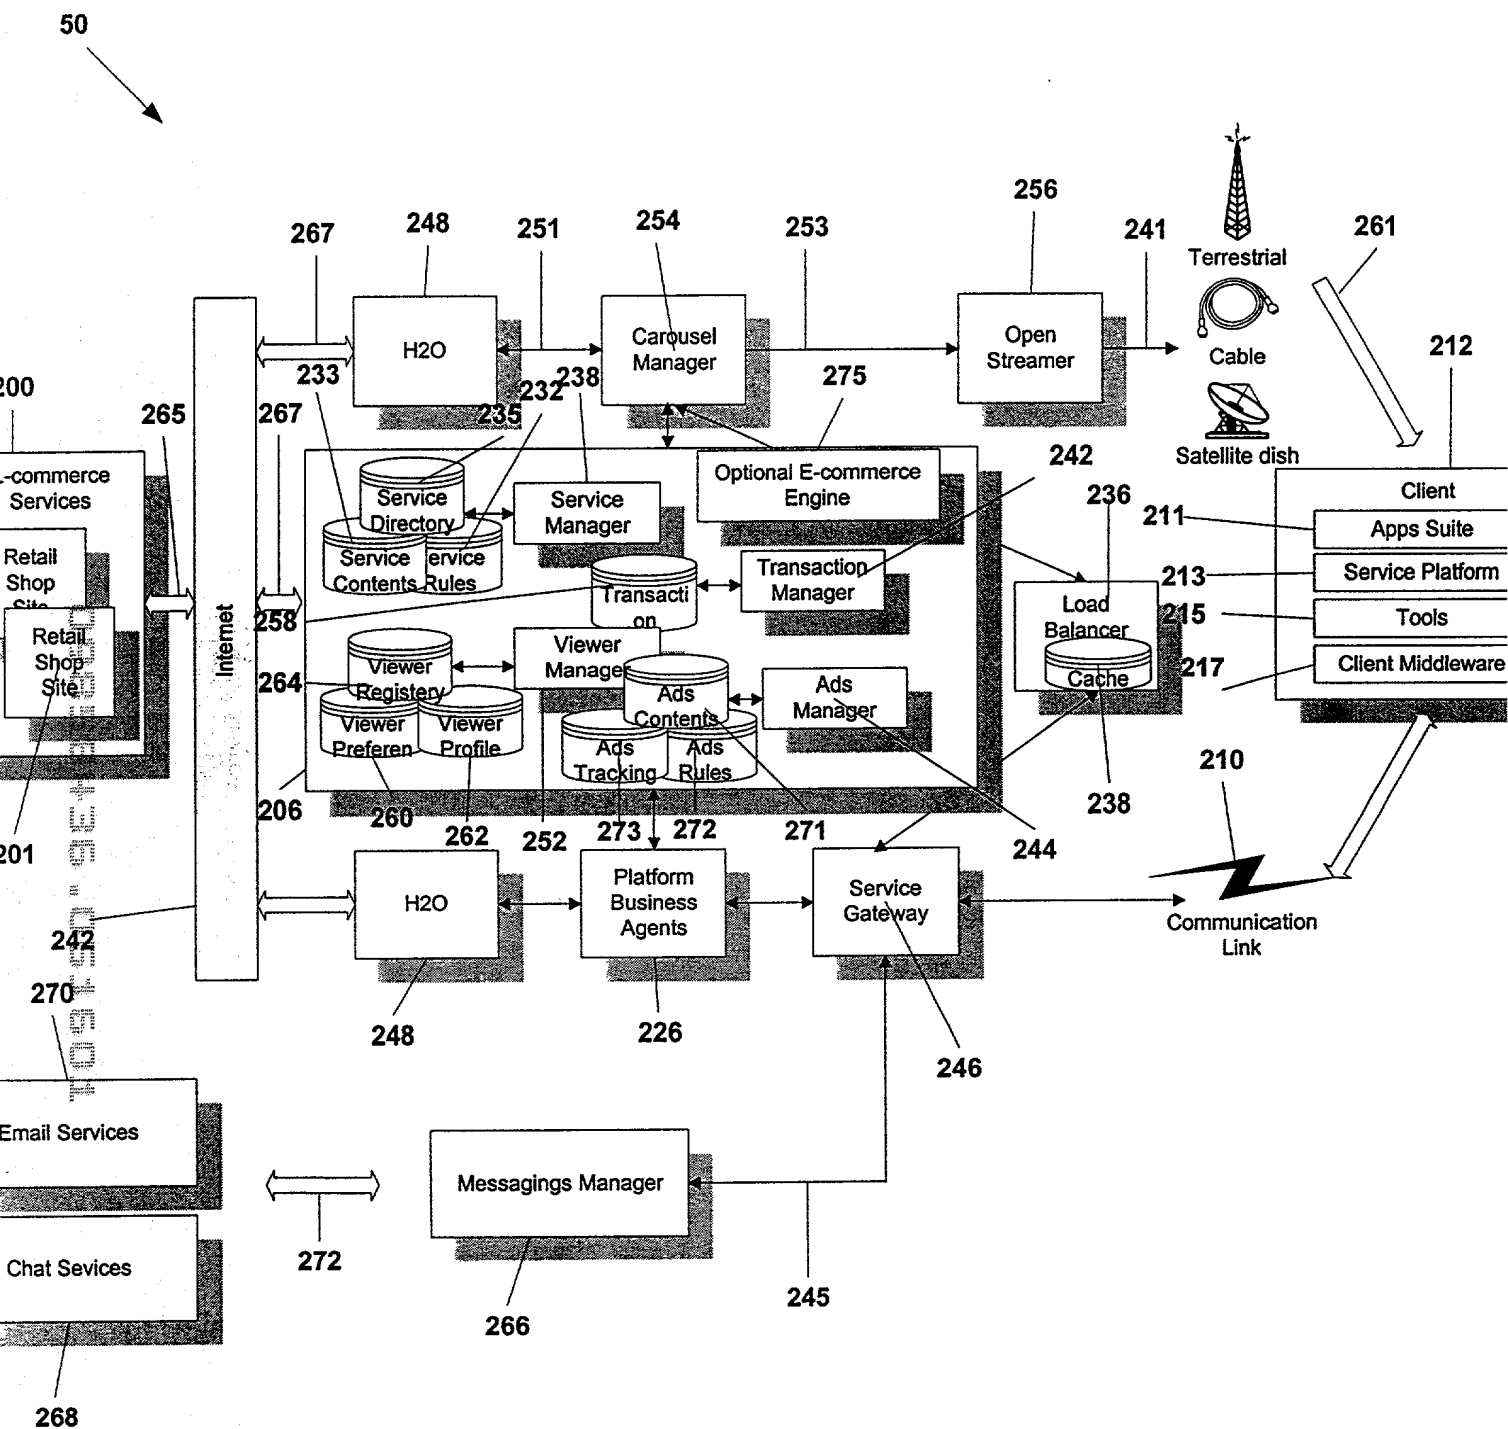 50
256
254
248
251
267
253
241
261
Terrestrial
H2O
Carousel
Manager
Open
Streamer
Cable
212
200
233
232
238
275
265
267
235
Satellite dish
-commerce
Services
Service
Directory
Service
Manager
Optional E-commerce
Engine
242
236
Client
211
Apps Suite
Retail
Shop
Site
Service
Contents
ervice
Rules
Transacti
on
Transaction
Manager
213
Service Platform
Load
Balancer
215
Tools
258
Internet
Retail
Shop
Site
Viewer
Registery
Viewer
Manager
264
Ads
Contents
Ads
Manager
Cache
217
Client Middleware
Viewer
Preferen
Viewer
Profile
Ads
Tracking
Ads
Rules
210
206
260
262
252
273
272
271
244
238
201
H2O
Platform
Business
Agents
Service
Gateway
Communication
Link
242
270
248
226
246
Email Services
Messagings Manager
Chat Sevices
272
245
266
268